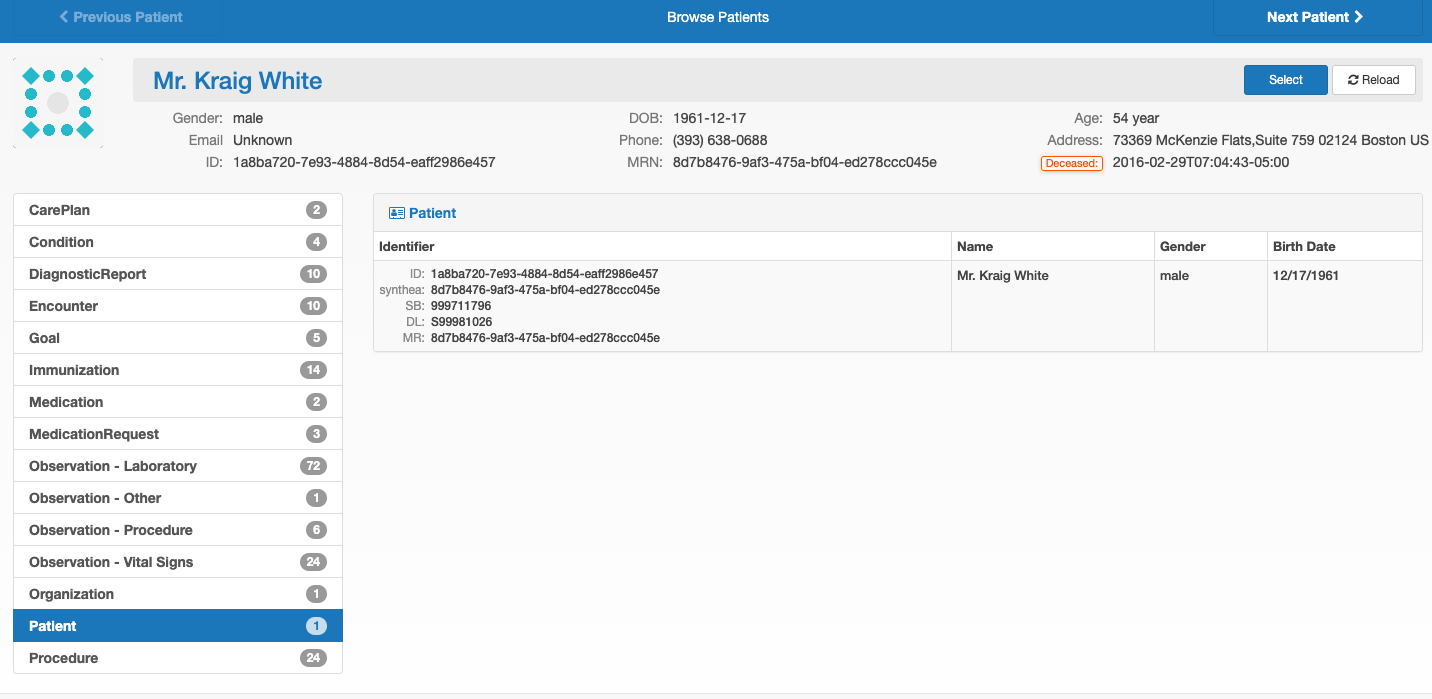 Previous Patient Browse Patients Next Patient
Mr. Kraig White Select Reload
Gender: male DOB: 1961-12-17 Age: 54 year
Email Unknown Phone: (393) 638-0688 Address: 73369 McKenzie Flats,Suite 759 02124 Boston US
ID: 1a8ba720-7e93-4884-8d54-eaff2986e457 MRN: 8d7b8476-9af3-475a-bf04-ed278ccc045e Deceased: 2016-02-29T07:04:43-05:00
CarePlan 2
Condition 4
DiagnosticReport 10
Encounter 10
Goal 5
Immunization 14
Medication 2
MedicationRequest 3
Observation - Laboratory 72
Observation - Other 1
Observation - Procedure 6
Observation - Vital Signs 24
Organization 1
Patient 1
Procedure 24
Patient
Identifier Name Gender Birth Date
ID: 1a8ba720-7e93-4884-8d54-eaff2986e457 Mr. Kraig White male 12/17/1961
synthea: 8d7b8476-9af3-475a-bf04-ed278ccc045e
SB: 999711796
DL: S99981026
MR: 8d7b8476-9af3-475a-bf04-ed278ccc045e